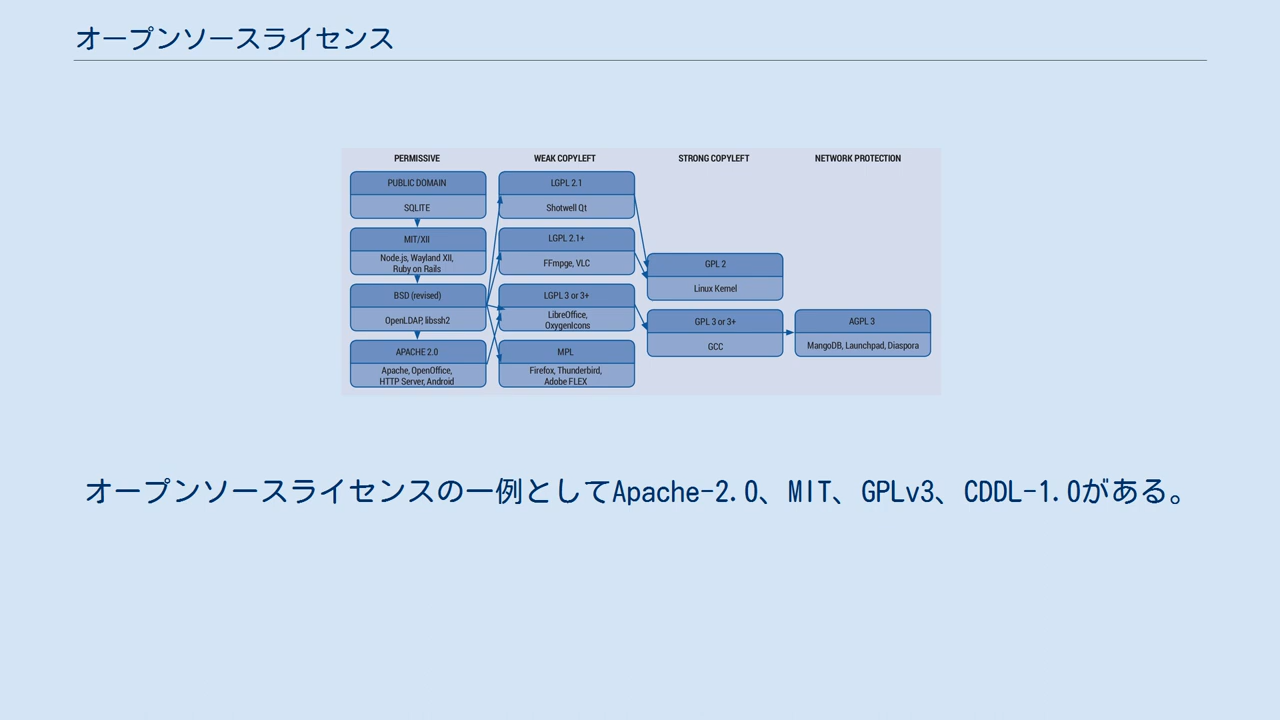 オープンソースライセンス
PERMISSIVE
WEAK COPYLEFT
STRONG COPYLEFT
NETWORK PROTECTION
PUBLIC DOMAIN
SQLITE
MIT/XII
Node.js, Wayland XII,
Ruby on Rails
BSD (revised)
OpenLDAP, libssh2
APACHE 2.0
Apache, OpenOffice,
HTTP Server, Android
LGPL 2.1
Shotwell Qt
LGPL 2.1+
FFmpge, VLC
LGPL 3 or 3+
LibreOffice,
OxygenIcons
MPL
Firefox, Thunderbird,
Adobe FLEX
GPL 2
Linux Kernel
GPL 3 or 3+
GCC
AGPL 3
MangoDB, Launchpad, Diaspora
オープンソースライセンスの一例としてApache-2.0、MIT、GPLv3、CDDL-1.0がある。